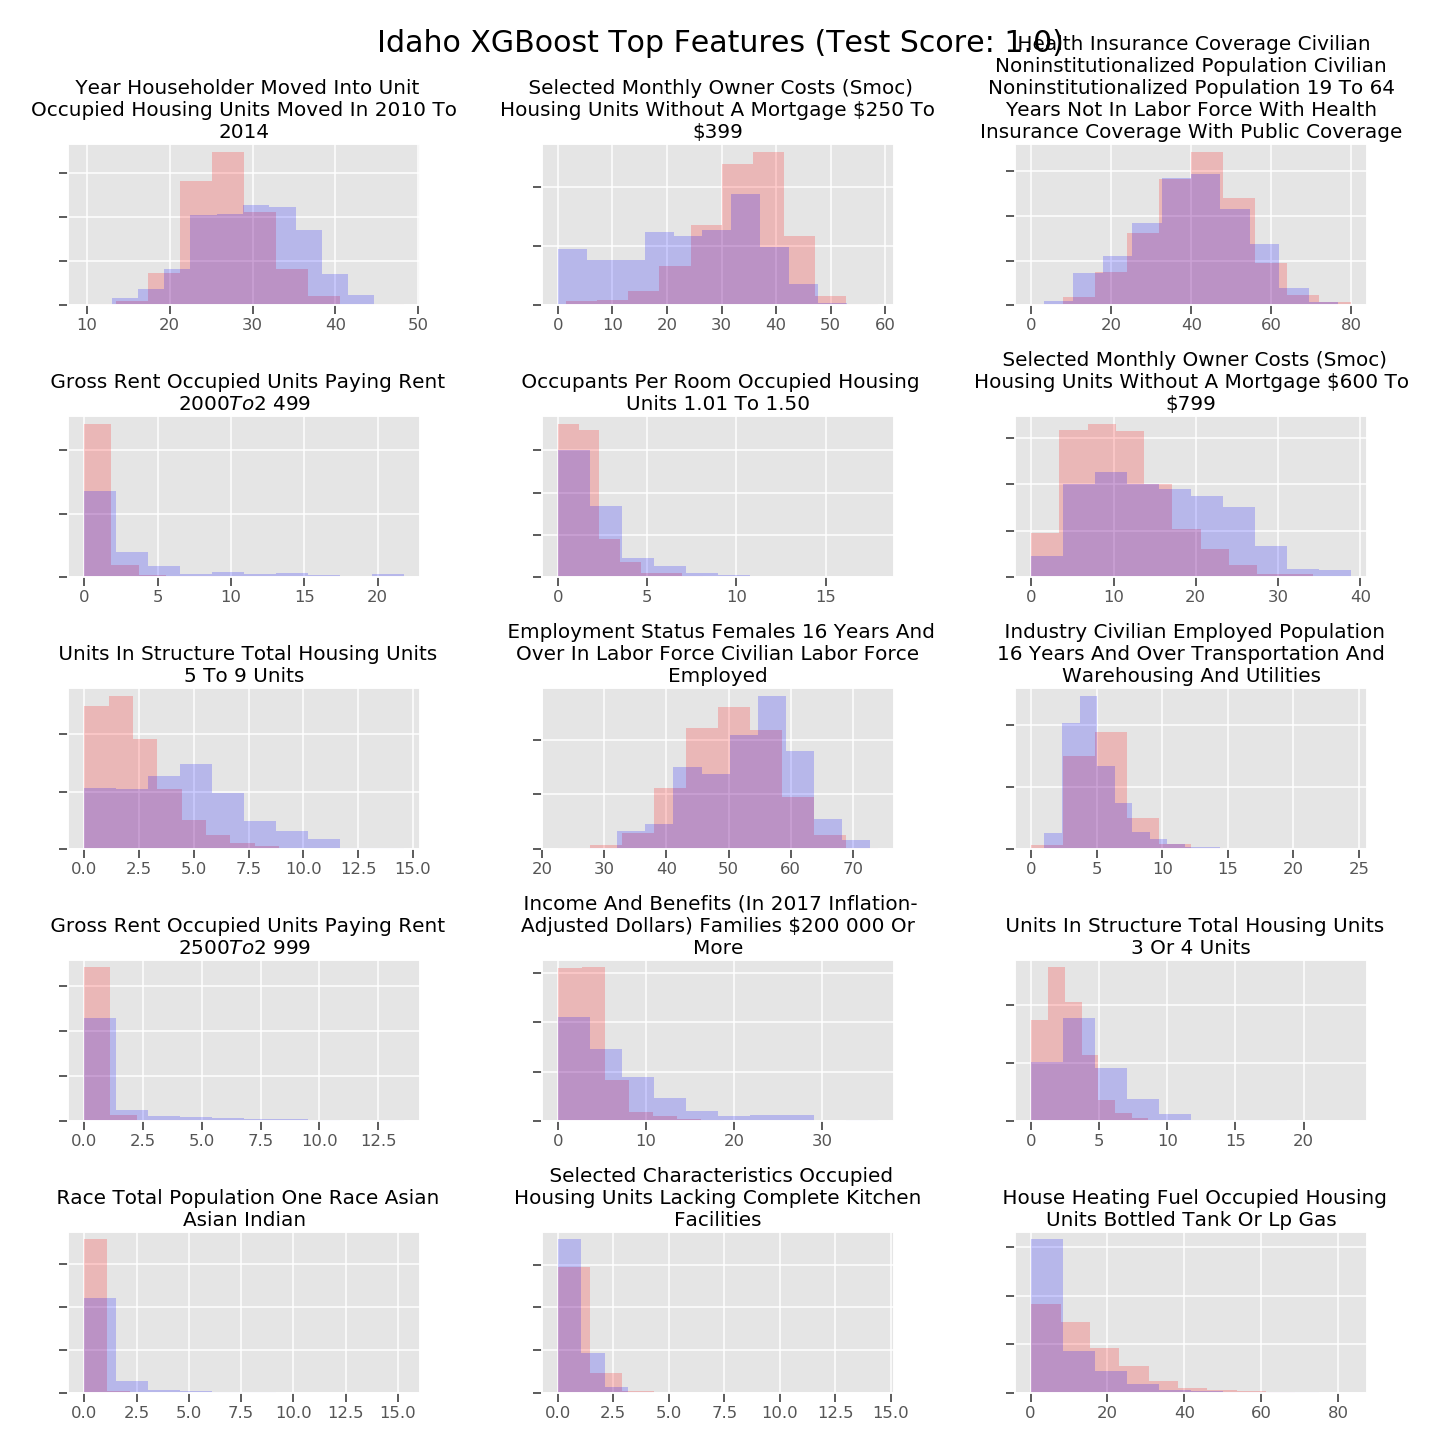 Idaho XGBoost Top Features (Test Score: 1.0)
Year Householder Moved Into Unit
Occupied Housing Units Moved In 2010 To
2014
10 20 30 40 50
Selected Monthly Owner Costs (Smoc)
Housing Units Without A Mortgage $250 To
$399
0 10 20 30 40 50 60
Health Insurance Coverage Civilian
Noninstitutionalized Population Civilian
Noninstitutionalized Population 19 To 64
Years Not In Labor Force With Health
Insurance Coverage With Public Coverage
0 20 40 60 80
Gross Rent Occupied Units Paying Rent
2000To2 499
0 5 10 15 20
Occupants Per Room Occupied Housing
Units 1.01 To 1.50
0 5 10 15
Selected Monthly Owner Costs (Smoc)
Housing Units Without A Mortgage $600 To
$799
0 10 20 30 40
Units In Structure Total Housing Units
5 To 9 Units
0.0 2.5 5.0 7.5 10.0 12.5 15.0
Employment Status Females 16 Years And
Over In Labor Force Civilian Labor Force
Employed
20 30 40 50 60 70
Industry Civilian Employed Population
16 Years And Over Transportation And
Warehousing And Utilities
0 5 10 15 20 25
Gross Rent Occupied Units Paying Rent
2500To2 999
0.0 2.5 5.0 7.5 10.0 12.5
Income And Benefits (In 2017 Inflation-
Adjusted Dollars) Families $200 000 Or
More
0 10 20 30
Units In Structure Total Housing Units
3 Or 4 Units
0 5 10 15 20
Race Total Population One Race Asian
Asian Indian
0.0 2.5 5.0 7.5 10.0 12.5 15.0
Selected Characteristics Occupied
Housing Units Lacking Complete Kitchen
Facilities
0.0 2.5 5.0 7.5 10.0 12.5 15.0
House Heating Fuel Occupied Housing
Units Bottled Tank Or Lp Gas
0 20 40 60 80